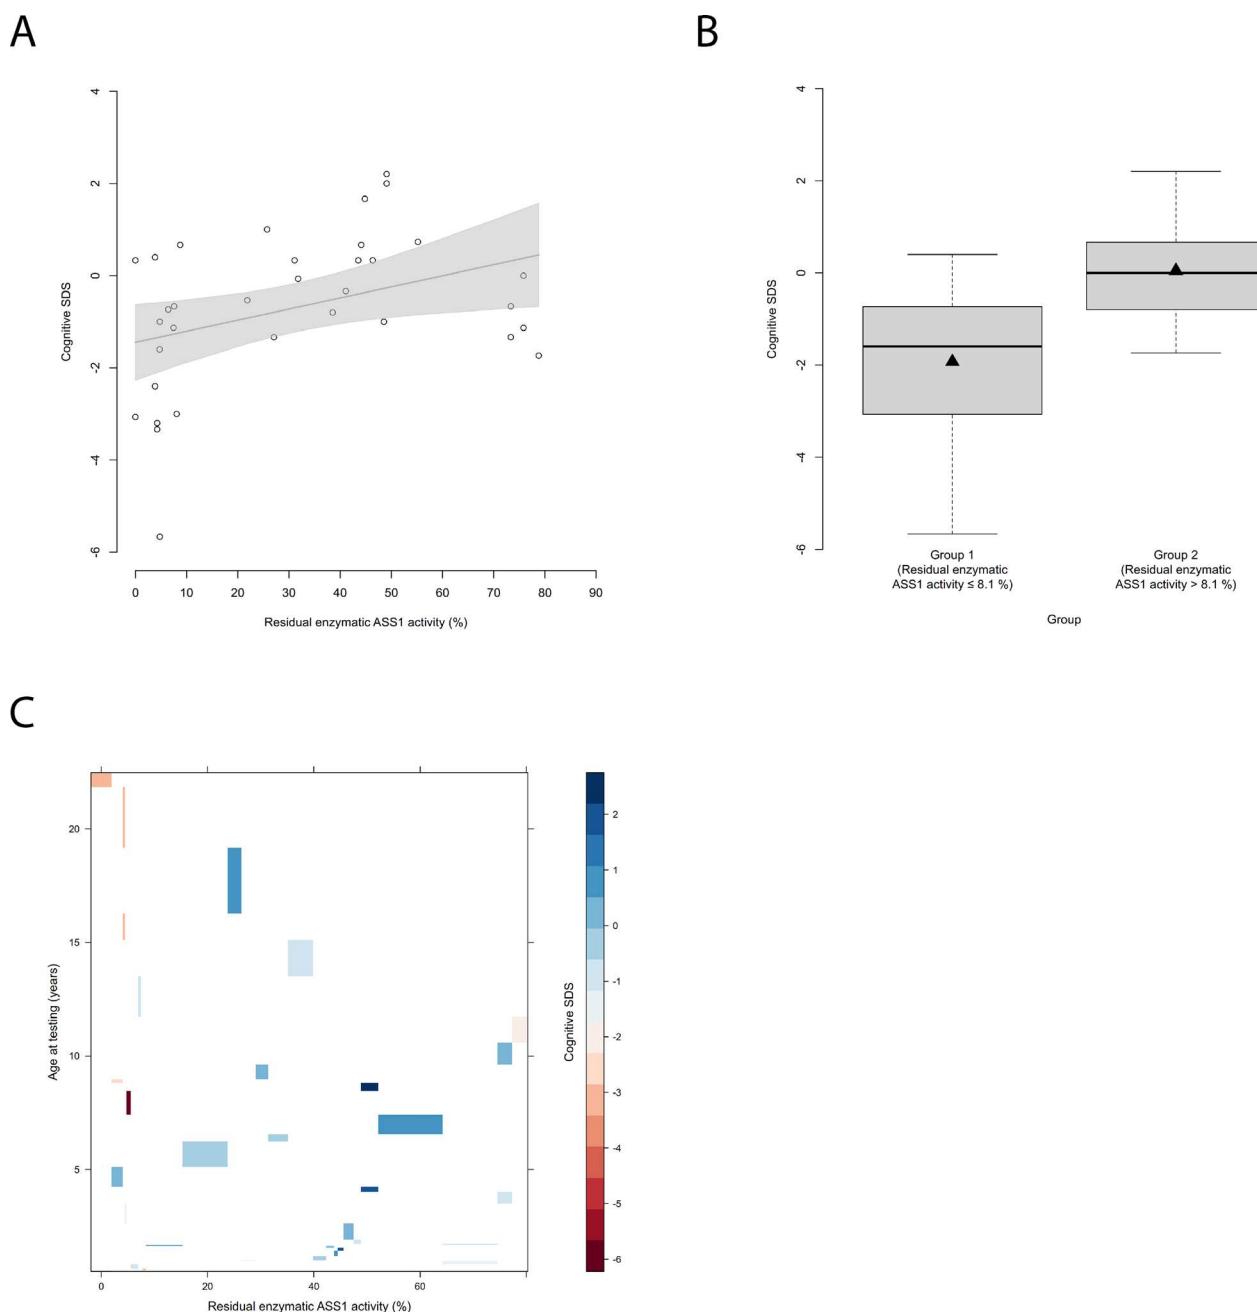 A
4
2
0
-2
-4
-6
Cognitive SDS
0 10 20 30 40 50 60 70 80 90
Residual enzymatic ASS1 activity (%)
B
4
2
0
-2
-4
-6
Cognitive SDS
Group 1
(Residual enzymatic
ASS1 activity ≤ 8.1 %)
Group 2
(Residual enzymatic
ASS1 activity > 8.1 %)
Group
C
20
15
10
5
Age at testing (years)
0 20 40 60
Residual enzymatic ASS1 activity (%)
Cognitive SDS
2
1
0
-1
-2
-3
-4
-5
-6